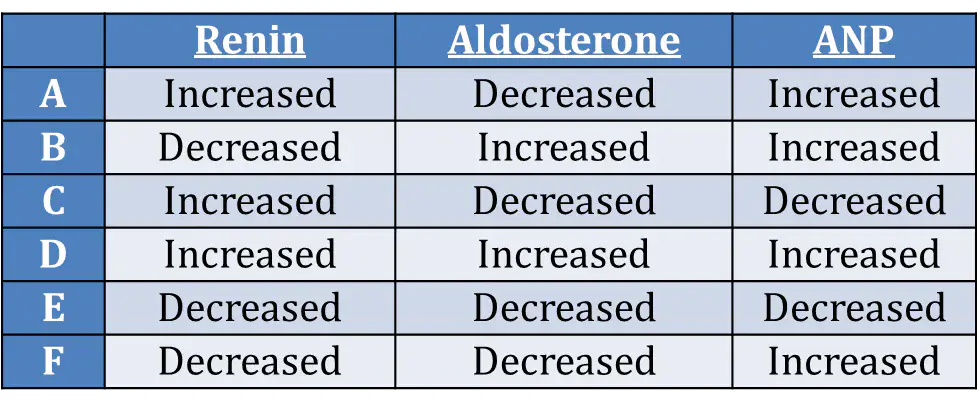 Renin Aldosterone ANP
A Increased Decreased Increased
B Decreased Increased Increased
C Increased Decreased Decreased
D Increased Increased Increased
E Decreased Decreased Decreased
F Decreased Decreased Increased